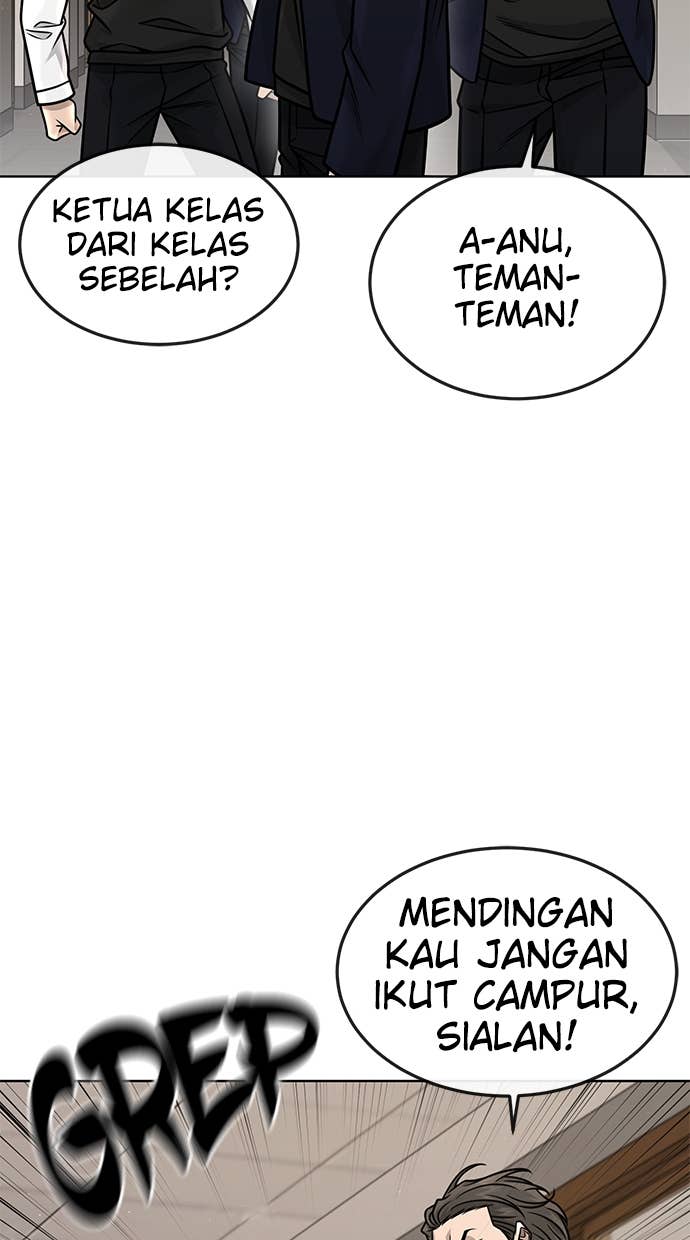 KETUA KELAS
DARI KELAS
SEBELAH?
A-ANU,
TEMAN-
TEMAN!
MENDINGAN
KAU JANGAN
IKUT CAMPUR,
SIALAN!
GREP